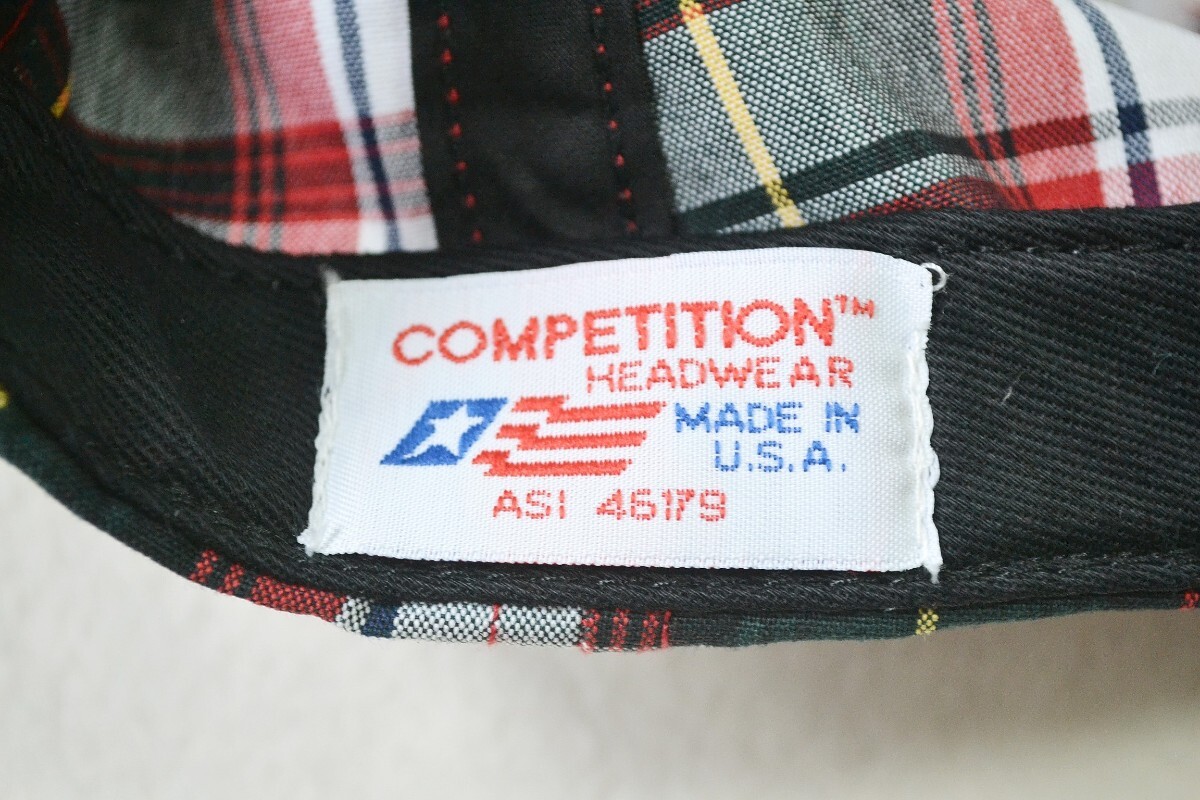 COMPETITION™
HEADWEAR
MADE IN
U.S.A.
ASI 46179